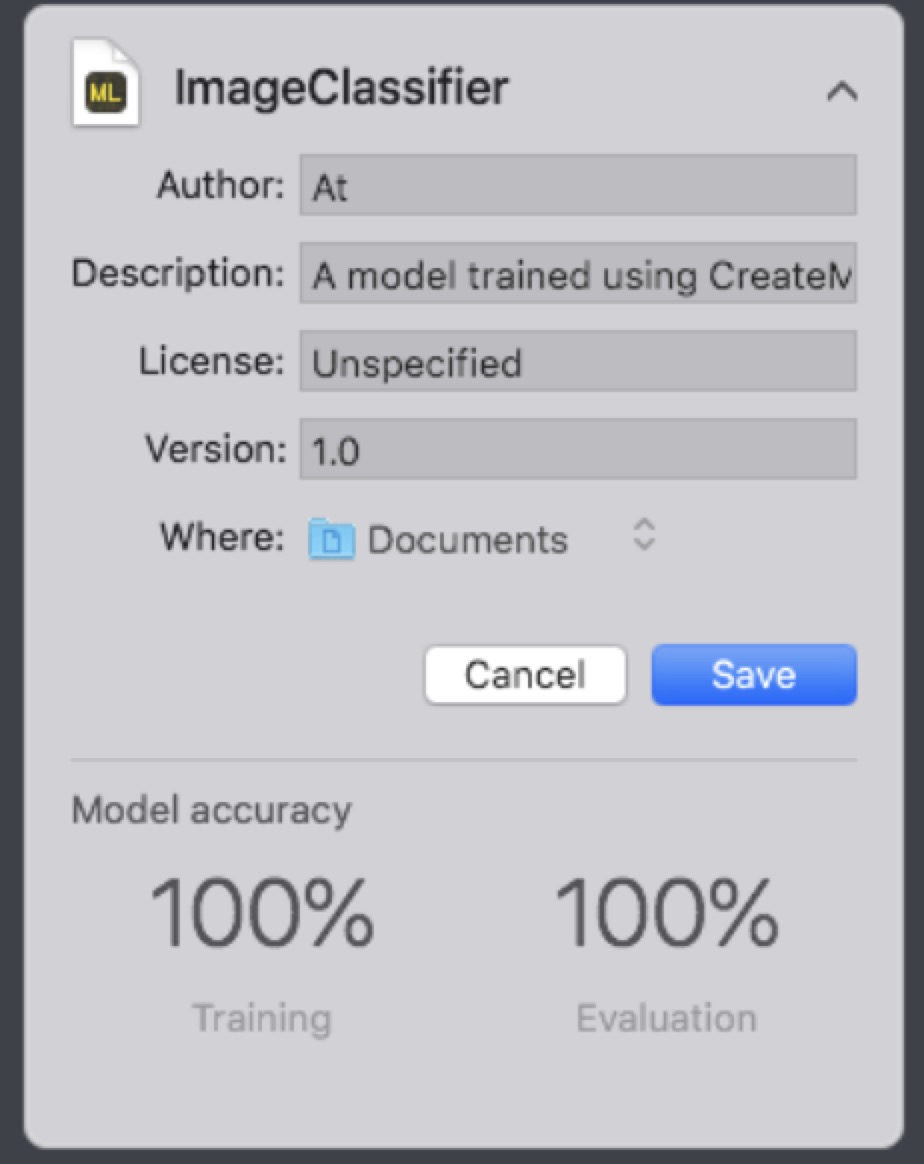 ML
ImageClassifier
Author: At
Description: A model trained using CreateM
License: Unspecified
Version: 1.0
Where: Documents
Cancel Save
Model accuracy
100% 100%
Training Evaluation